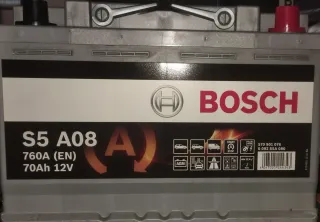 BOSCH
S5 A08
760A (EN)
70Ah 12V
A